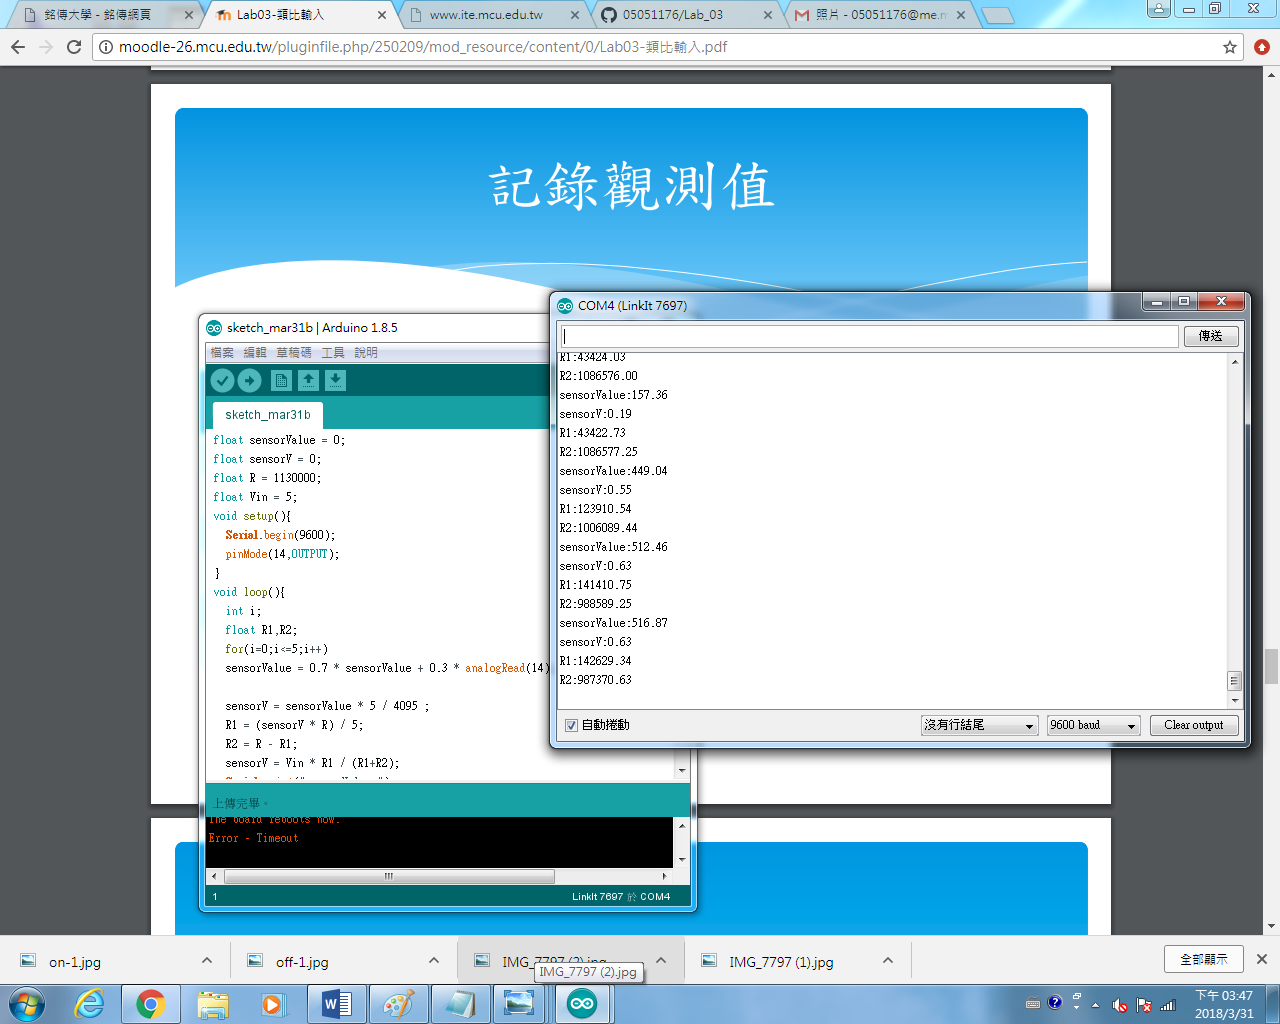 銘傳大學 - 銘傳網頁
Lab03-類比輸入
www.ite.mcu.edu.tw
05051176/Lab_03
照片 - 05051176@me.m
moodle-26.mcu.edu.tw/pluginfile.php/250209/mod_resource/content/0/Lab03-類比輸入.pdf
記錄觀測值
sketch_mar31b | Arduino 1.8.5
檔案 編輯 草稿碼 工具 說明
sketch_mar31b
float sensorValue = 0;
float sensorV = 0;
float R = 1130000;
float Vin = 5;
void setup(){
Serial.begin(9600);
pinMode(14,OUTPUT);
}
void loop(){
int i;
float R1,R2;
for(i=0;i<=5;i++)
sensorValue = 0.7 * sensorValue + 0.3 * analogRead(14)
sensorV = sensorValue * 5 / 4095 ;
R1 = (sensorV * R) / 5;
R2 = R - R1;
sensorV = Vin * R1 / (R1+R2);
上傳完畢。
The board reboots now.
Error - Timeout
1
LinkIt 7697 於 COM4
COM4 (LinkIt 7697)
傳送
R1:43424.03
R2:1086576.00
sensorValue:157.36
sensorV:0.19
R1:43422.73
R2:1086577.25
sensorValue:449.04
sensorV:0.55
R1:123910.54
R2:1006089.44
sensorValue:512.46
sensorV:0.63
R1:141410.75
R2:988589.25
sensorValue:516.87
sensorV:0.63
R1:142629.34
R2:987370.63
自動捲動
沒有行結尾
9600 baud
Clear output
on-1.jpg
off-1.jpg
IMG_7797 (2).jpg
IMG_7797 (2).jpg
IMG_7797 (1).jpg
全部顯示
下午 03:47
2018/3/31